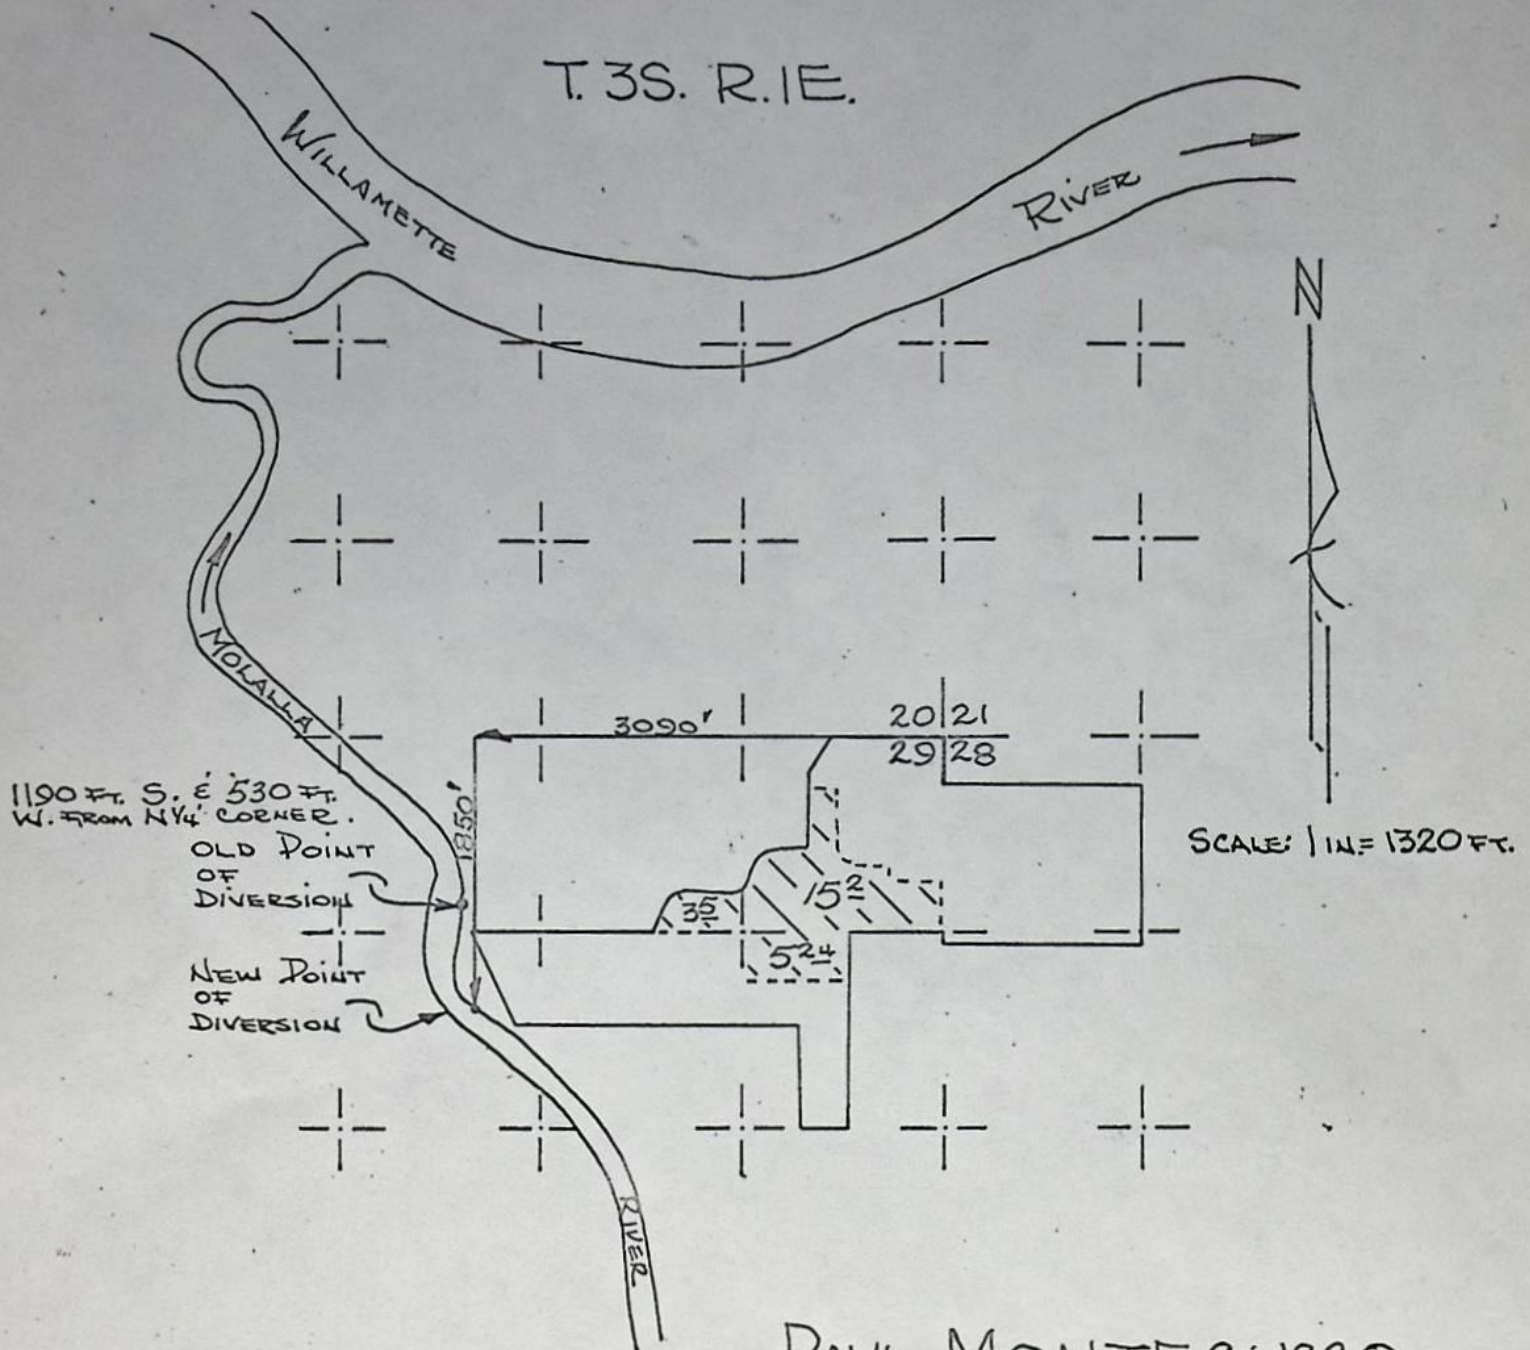 T. 3S. R. 1E.
WILLAMETTE
RIVER
N
MOLALLA
3090'
20 21
29 28
1850'
1190 FT. S. & 530 FT.
W. FROM N 1/4 CORNER.
OLD POINT
OF
DIVERSION
SCALE: 1 IN. = 1320 FT.
15.2
3.5
5.24
NEW POINT
OF
DIVERSION
RIVER